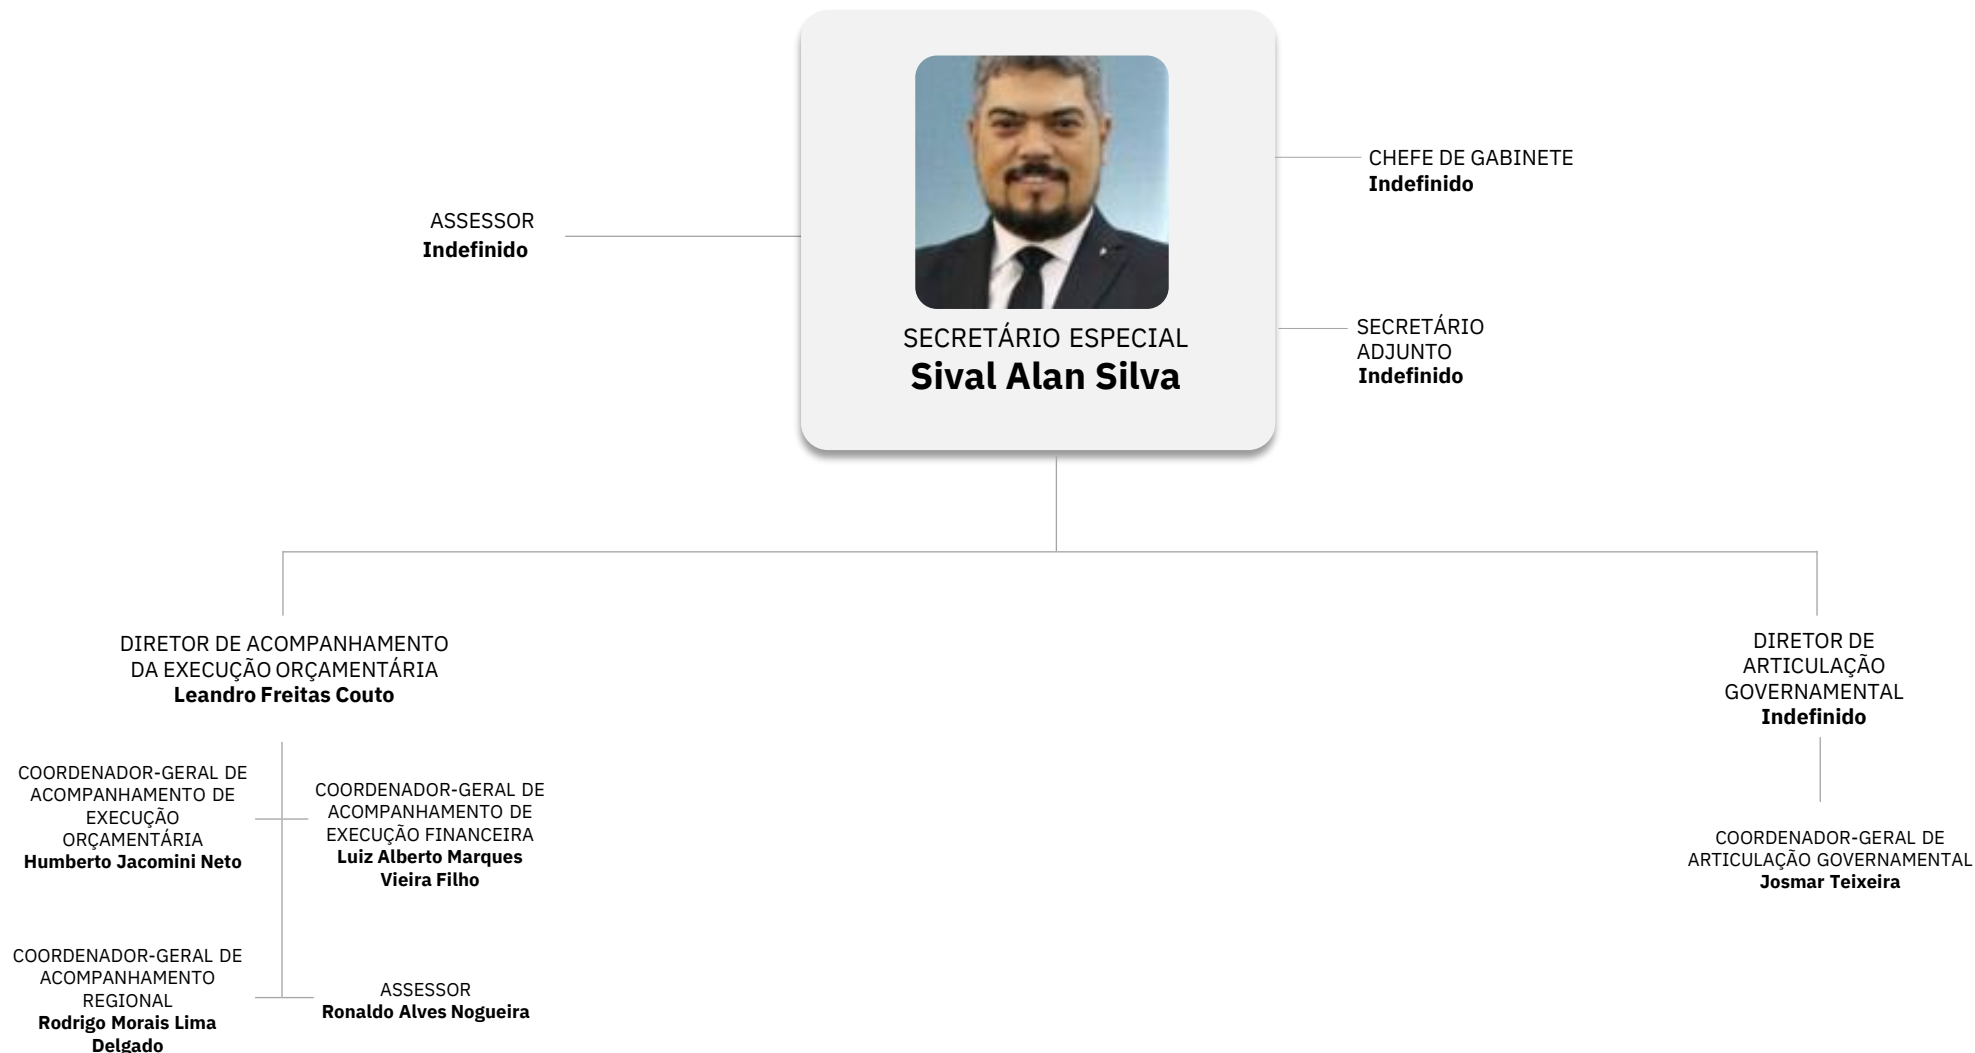 CHEFE DE GABINETE
Indefinido
ASSESSOR
Indefinido
SECRETÁRIO ESPECIAL
Sival Alan Silva
SECRETÁRIO
ADJUNTO
Indefinido
DIRETOR DE ACOMPANHAMENTO
DA EXECUÇÃO ORÇAMENTÁRIA
Leandro Freitas Couto
DIRETOR DE
ARTICULAÇÃO
GOVERNAMENTAL
Indefinido
COORDENADOR-GERAL DE
ACOMPANHAMENTO DE
EXECUÇÃO
ORÇAMENTÁRIA
Humberto Jacomini Neto
COORDENADOR-GERAL DE
ACOMPANHAMENTO DE
EXECUÇÃO FINANCEIRA
Luiz Alberto Marques
Vieira Filho
COORDENADOR-GERAL DE
ARTICULAÇÃO GOVERNAMENTAL
Josmar Teixeira
COORDENADOR-GERAL DE
ACOMPANHAMENTO
REGIONAL
Rodrigo Morais Lima
Delgado
ASSESSOR
Ronaldo Alves Nogueira